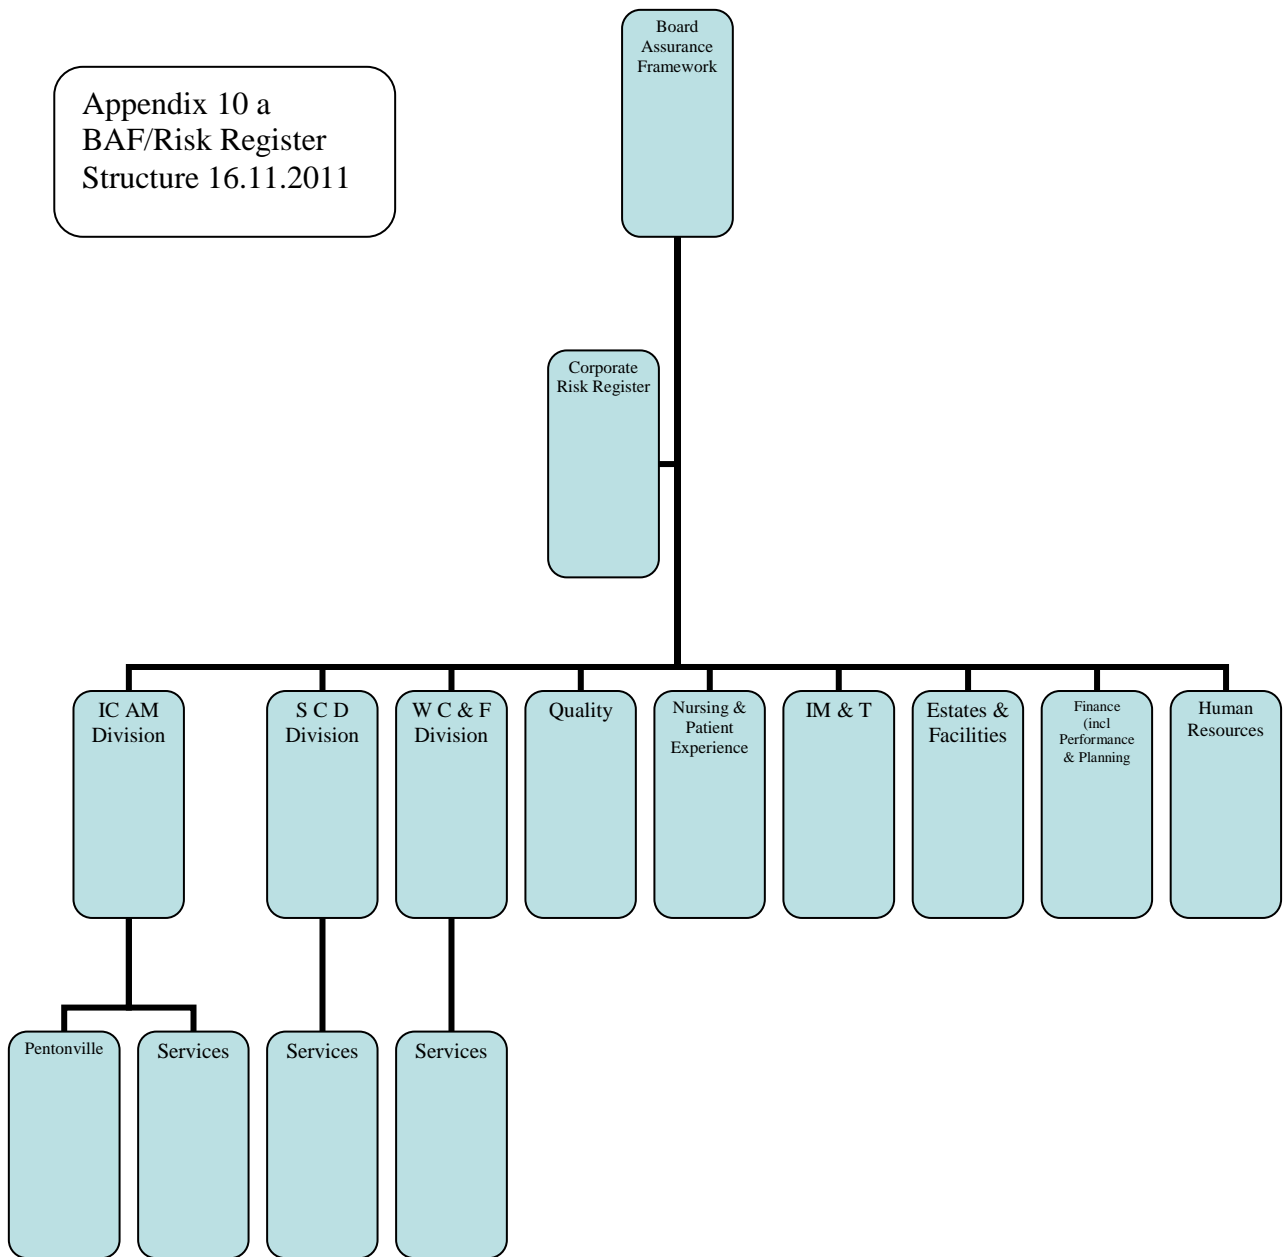 Board
Assurance
Framework
Appendix 10 a
BAF/Risk Register
Structure 16.11.2011
Corporate
Risk Register
IC AM
Division
S C D
Division
W C & F
Division
Quality
Nursing &
Patient
Experience
IM & T
Estates &
Facilities
Finance
(incl
Performance
& Planning
Human
Resources
Pentonville
Services
Services
Services